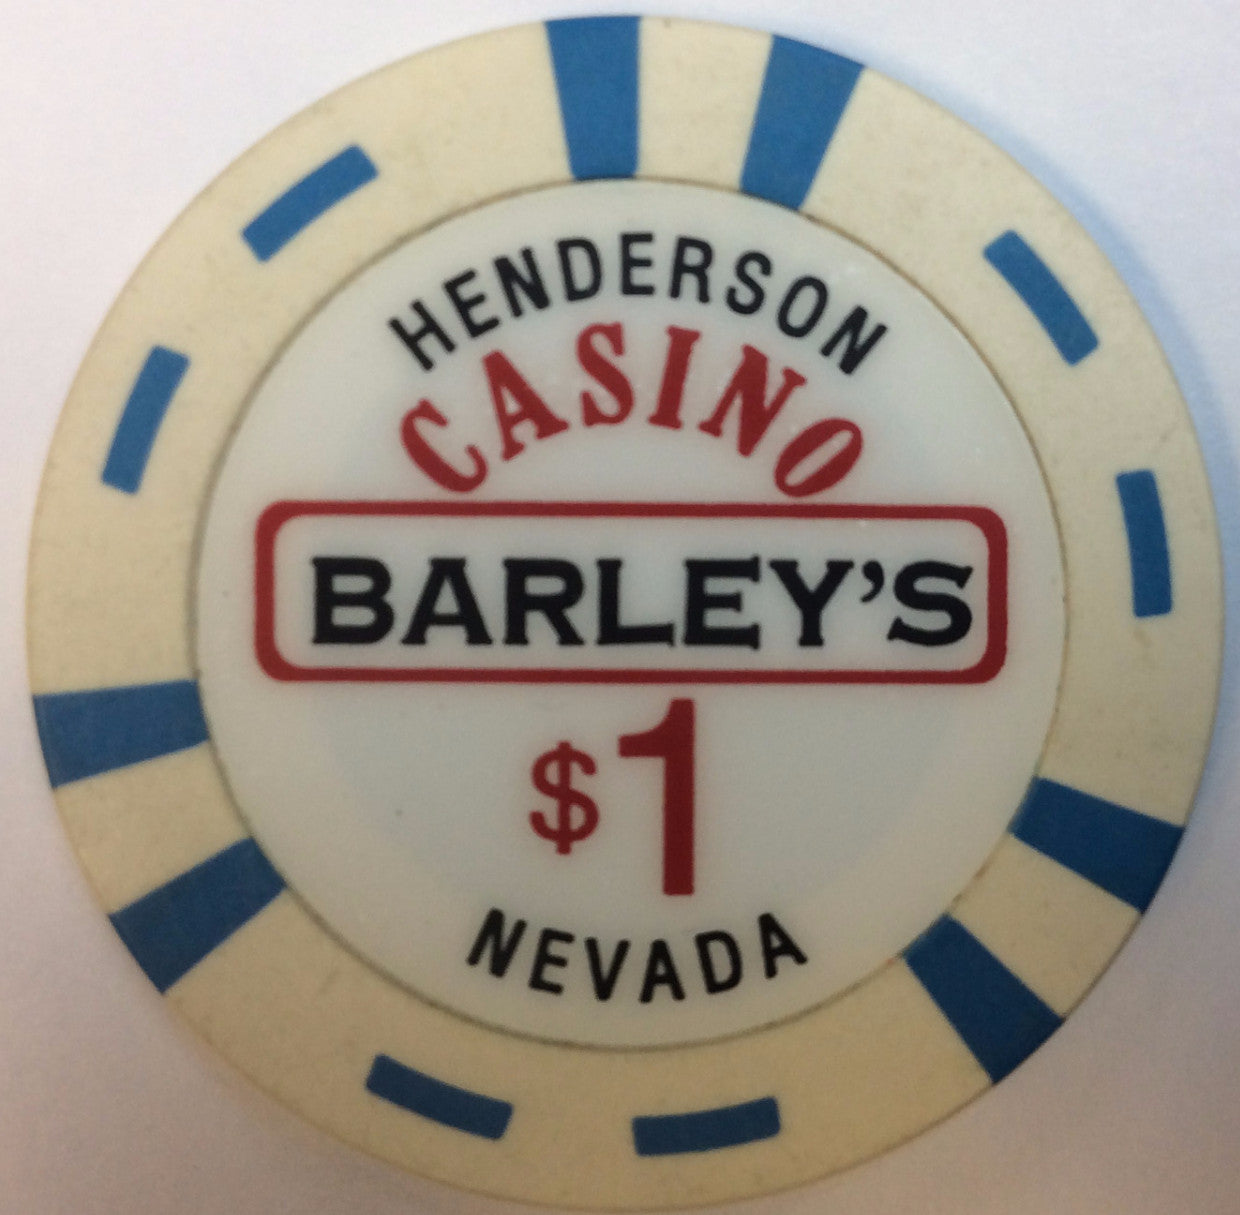 HENDERSON
CASINO
BARLEY'S
$1
NEVADA